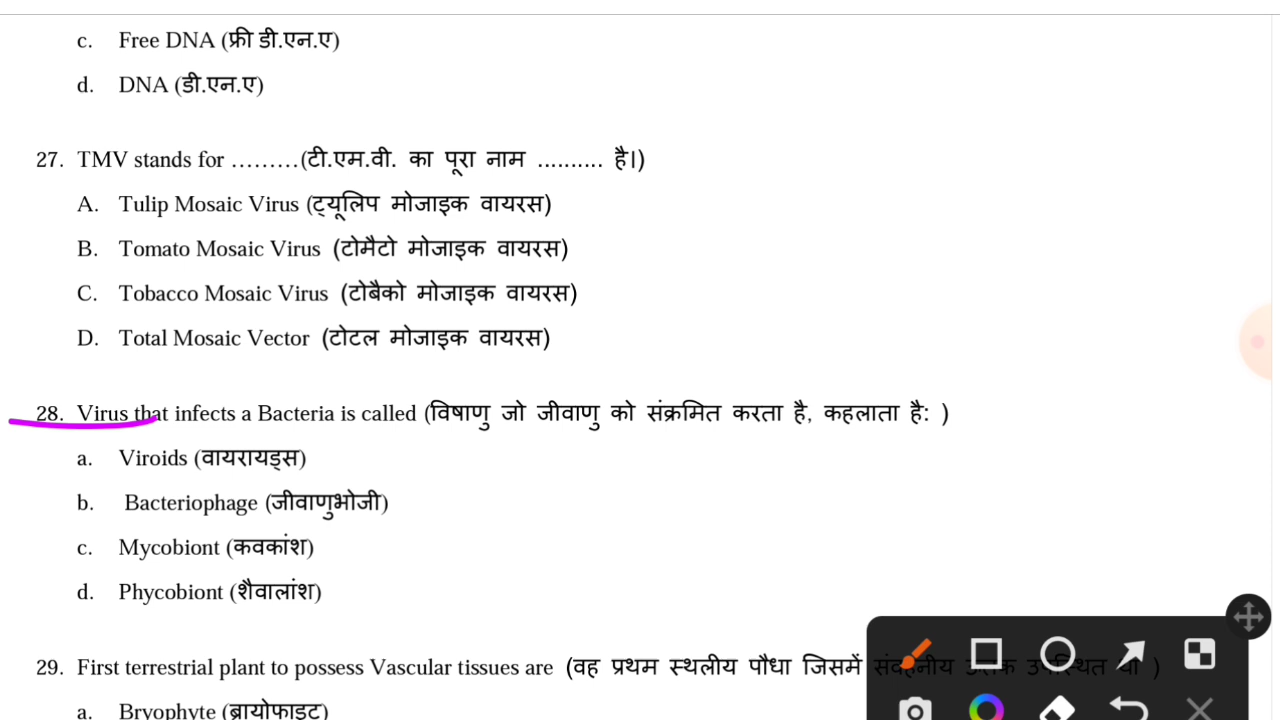 c. Free DNA (फ्री डी.एन.ए)
d. DNA (डी.एन.ए)
27. TMV stands for ………(टी.एम.वी. का पूरा नाम .......... है।)
A. Tulip Mosaic Virus (ट्यूलिप मोजाइक वायरस)
B. Tomato Mosaic Virus (टोमैटो मोजाइक वायरस)
C. Tobacco Mosaic Virus (टोबैको मोजाइक वायरस)
D. Total Mosaic Vector (टोटल मोजाइक वायरस)
28. Virus that infects a Bacteria is called (विषाणु जो जीवाणु को संक्रमित करता है, कहलाता है: )
a. Viroids (वायरायड्स)
b. Bacteriophage (जीवाणुभोजी)
c. Mycobiont (कवकांश)
d. Phycobiont (शैवालांश)
29. First terrestrial plant to possess Vascular tissues are (वह प्रथम स्थलीय पौधा जिसमें )
a. Bryophyte (ब्रायोफाइट)